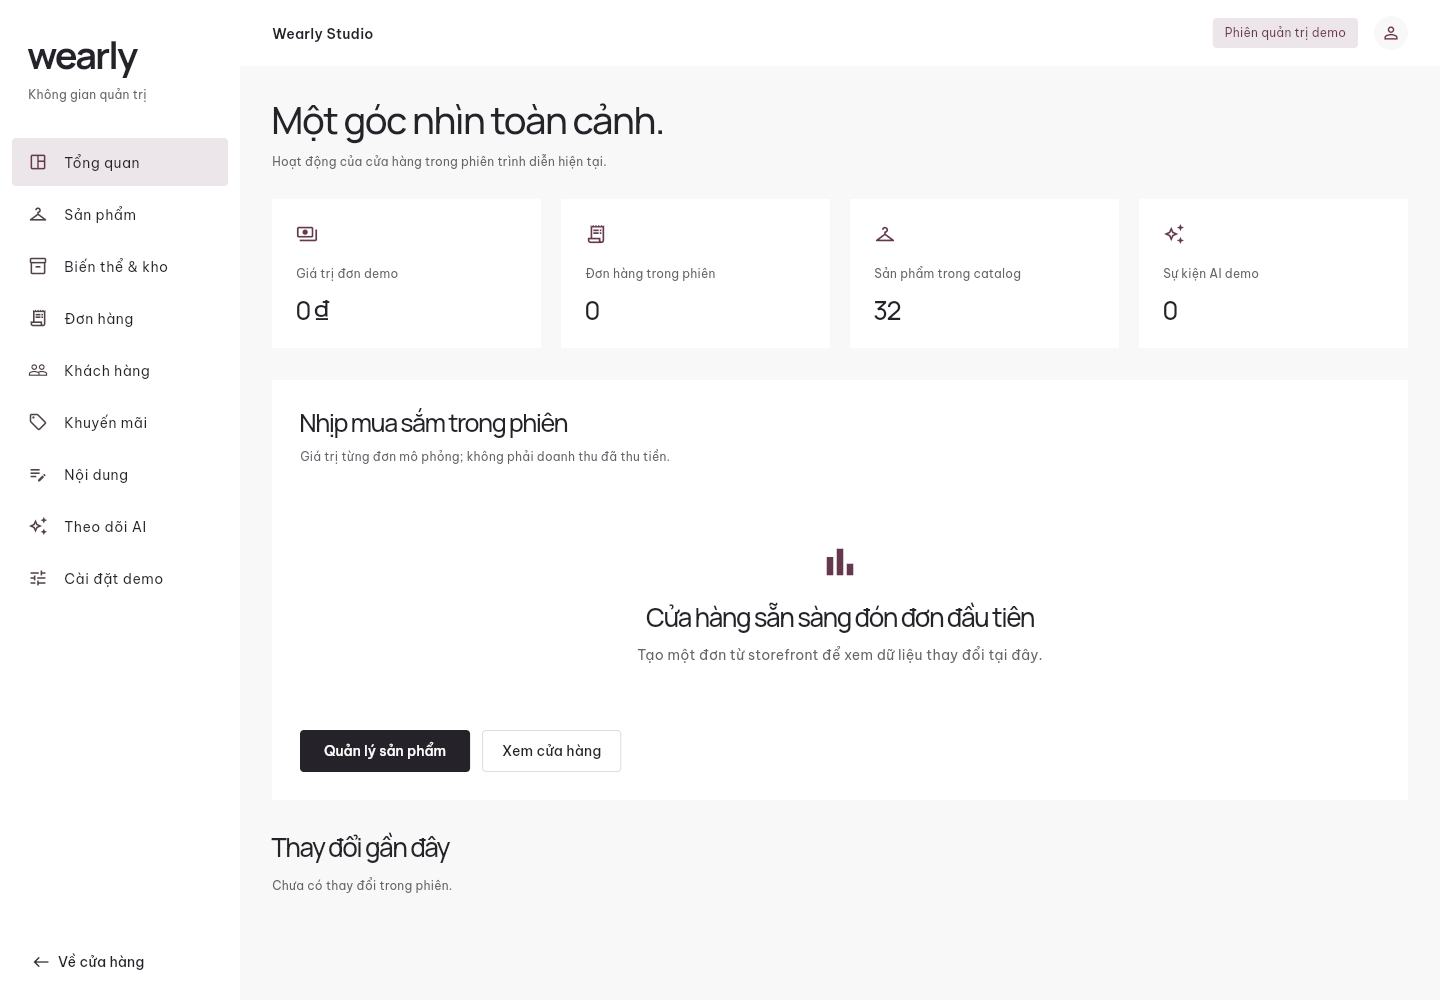 wearly
Không gian quản trị
Tổng quan
Sản phẩm
Biến thể & kho
Đơn hàng
Khách hàng
Khuyến mãi
Nội dung
Theo dõi AI
Cài đặt demo
Về cửa hàng
Wearly Studio
Phiên quản trị demo
Một góc nhìn toàn cảnh.
Hoạt động của cửa hàng trong phiên trình diễn hiện tại.
Giá trị đơn demo
0 ₫
Đơn hàng trong phiên
0
Sản phẩm trong catalog
32
Sự kiện AI demo
0
Nhịp mua sắm trong phiên
Giá trị từng đơn mô phỏng; không phải doanh thu đã thu tiền.
Cửa hàng sẵn sàng đón đơn đầu tiên
Tạo một đơn từ storefront để xem dữ liệu thay đổi tại đây.
Quản lý sản phẩm
Xem cửa hàng
Thay đổi gần đây
Chưa có thay đổi trong phiên.